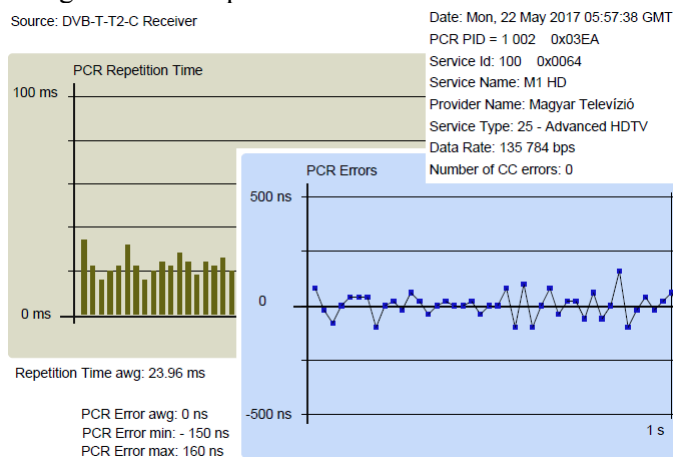 Source: DVB-T-T2-C Receiver
Date: Mon, 22 May 2017 05:57:38 GMT
PCR PID = 1 002 0x03EA
Service Id: 100 0x0064
Service Name: M1 HD
Provider Name: Magyar Televízió
Service Type: 25 - Advanced HDTV
Data Rate: 135 784 bps
Number of CC errors: 0
PCR Repetition Time
100 ms
0 ms
PCR Errors
500 ns
0
-500 ns
1 s
Repetition Time awg: 23.96 ms
PCR Error awg: 0 ns
PCR Error min: - 150 ns
PCR Error max: 160 ns